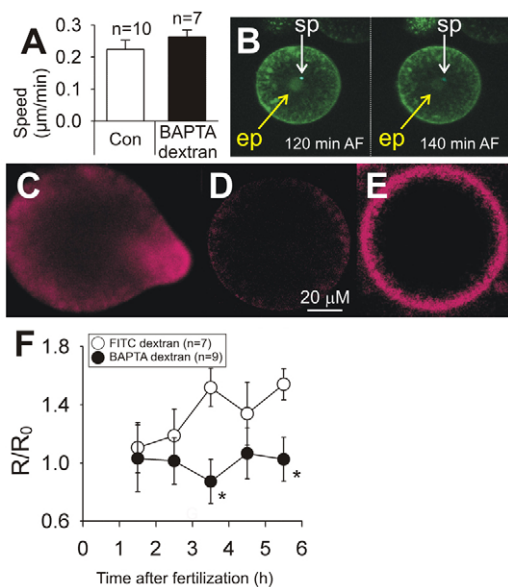 A
n=10
n=7
0.3
0.2
0.1
0.0
Speed
(μm/min)
Con
BAPTA
dextran
B
sp
sp
ep
ep
120 min AF
140 min AF
C
D
E
20 μM
F
FITC dextran (n=7)
BAPTA dextran (n=9)
1.8
1.4
1.0
0.6
R/R0
*
*
0 1 2 3 4 5 6
Time after fertilization (h)